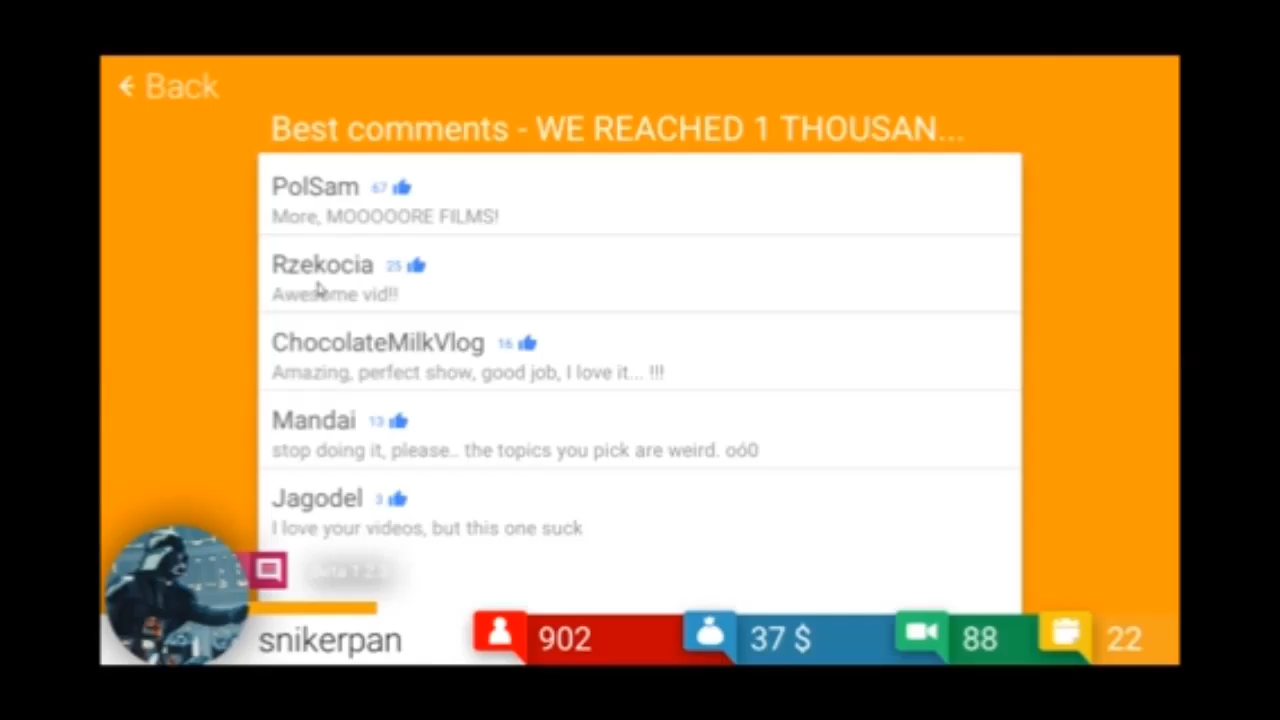 Back
Best comments - WE REACHED 1 THOUSAN...
PolSam 67
More, MOOOOORE FILMS!
Rzekocia 25
Awesome vid!!
ChocolateMilkVlog 16
Amazing, perfect show, good job, I love it... !!!
Mandai 13
stop doing it, please.. the topics you pick are weird. oó0
Jagodel 3
I love your videos, but this one suck
snikerpan 902 37 $ 88 22